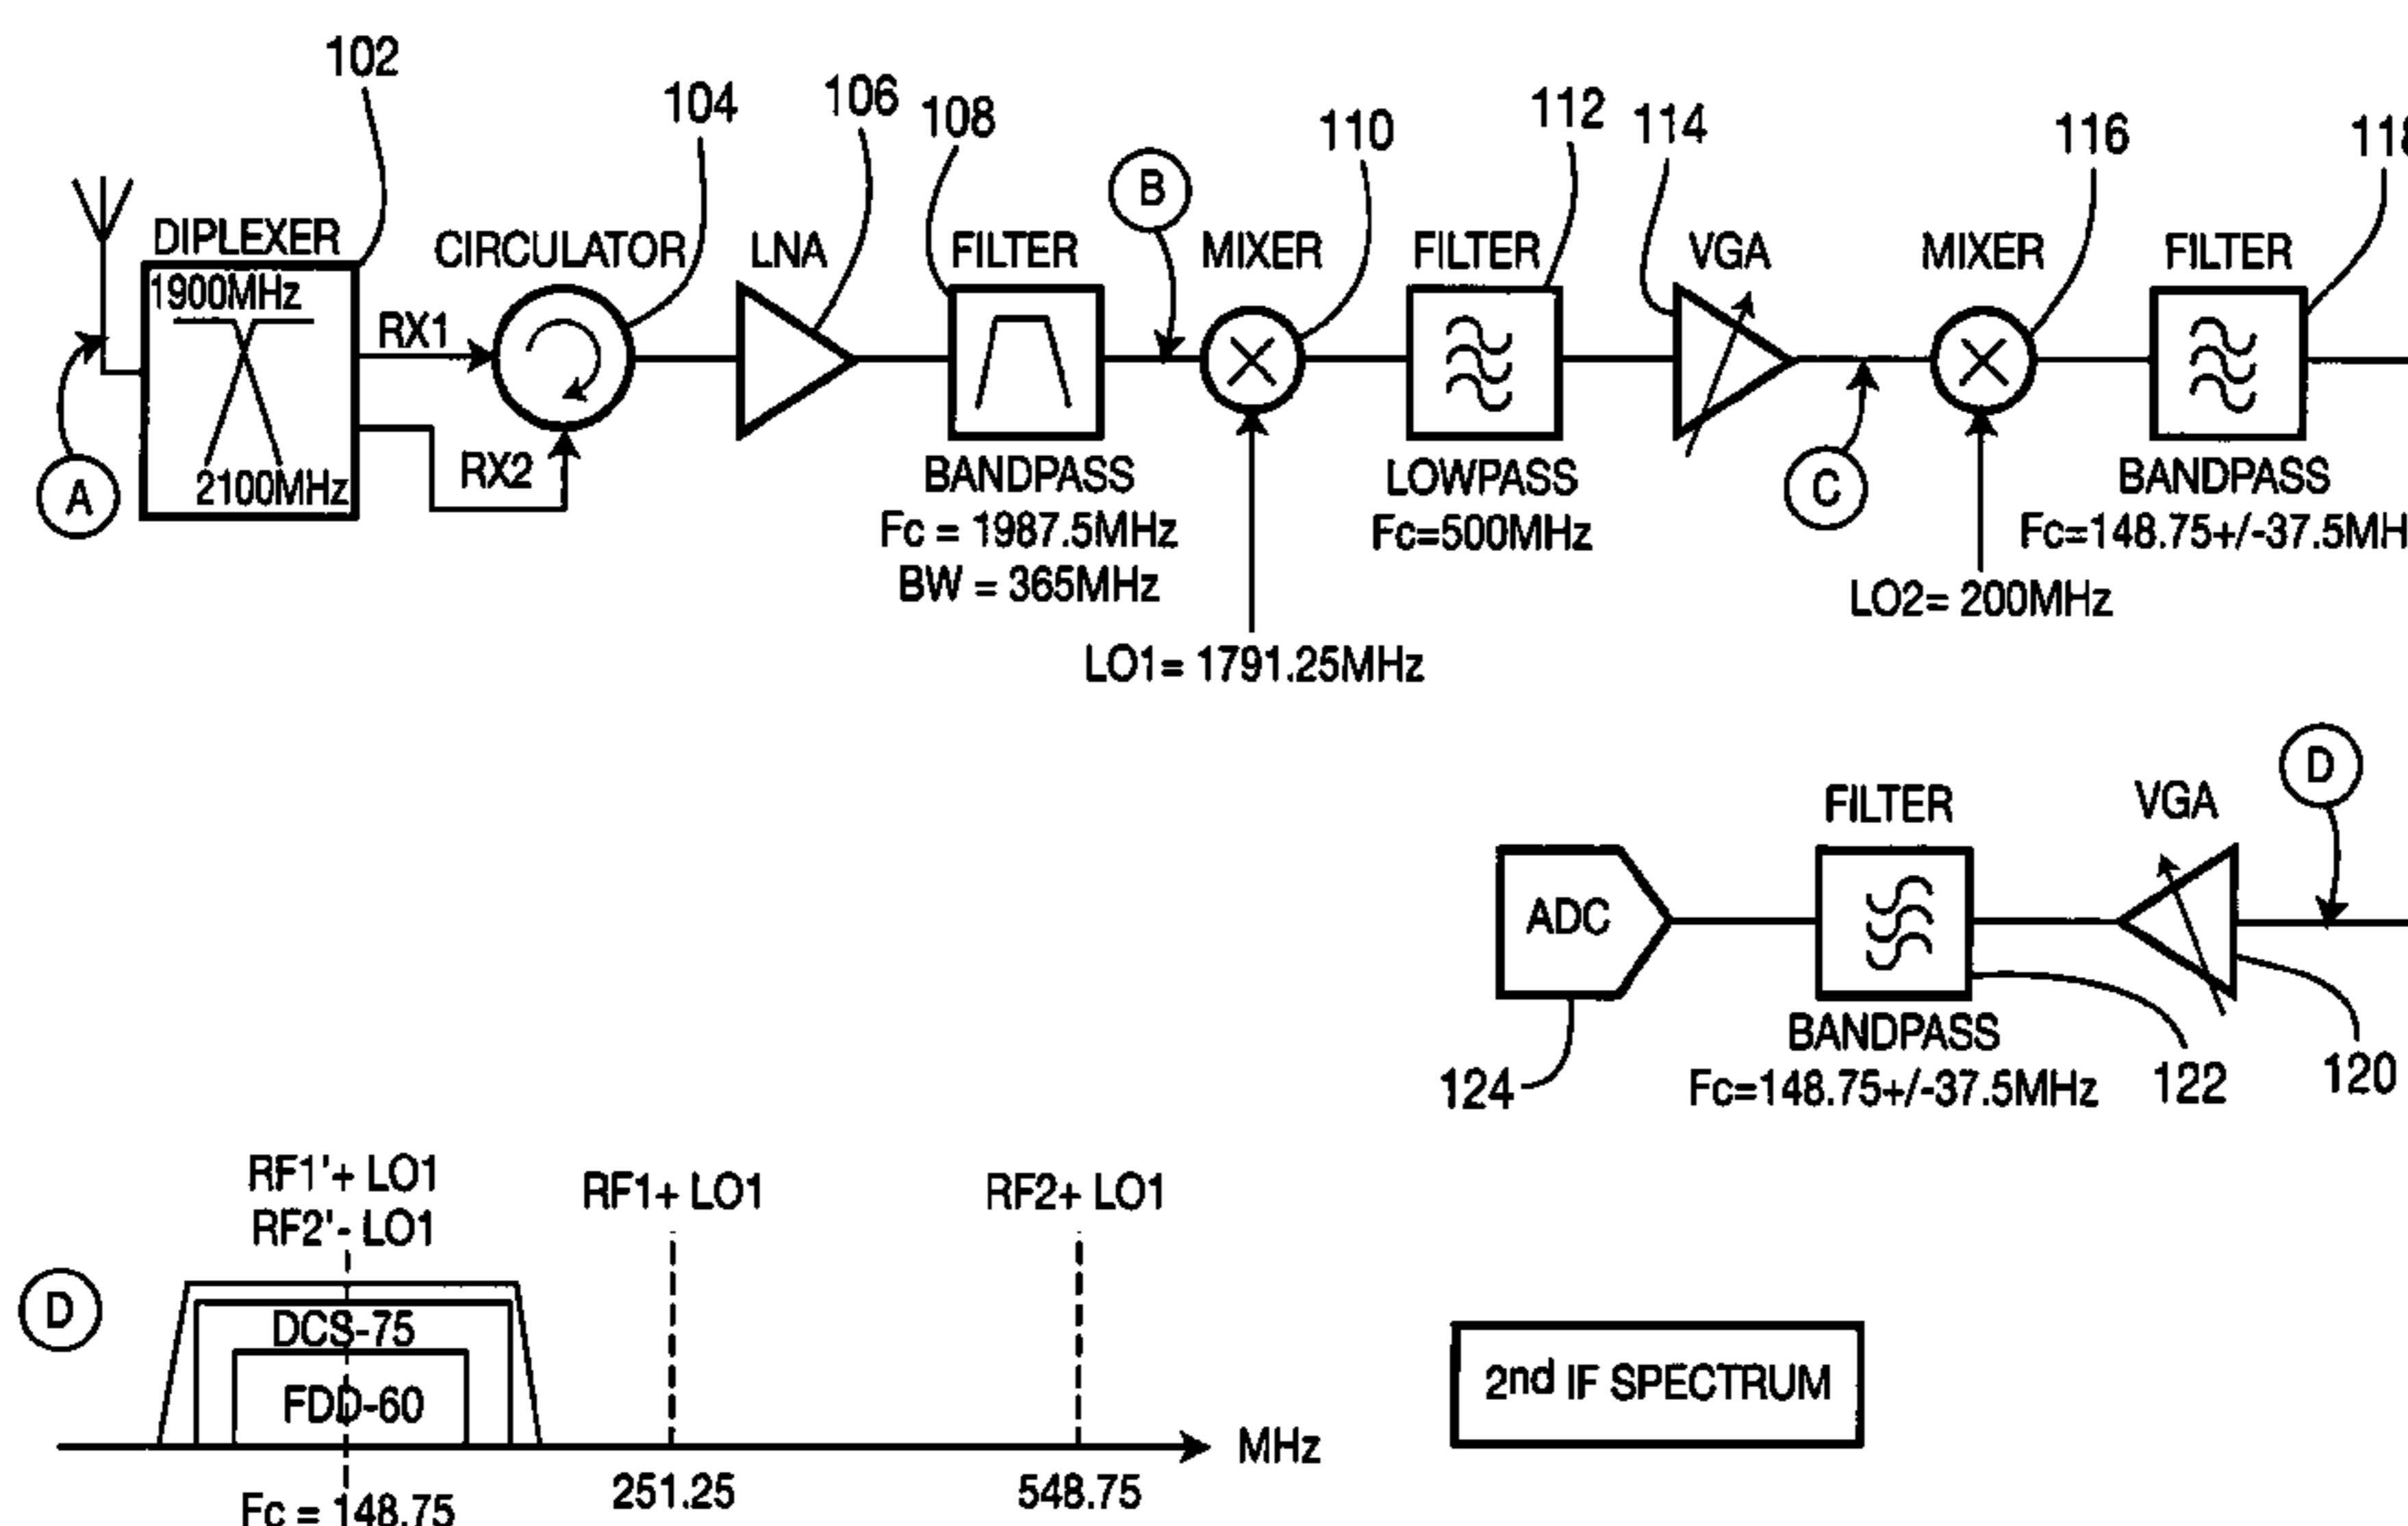 102
104
106
108
110
112
114
116
DIPLEXER
1900MHz
2100MHz
A
RX1
RX2
CIRCULATOR
LNA
FILTER
BANDPASS
Fc = 1987.5MHz
BW = 365MHz
B
MIXER
LO1= 1791.25MHz
FILTER
LOWPASS
Fc=500MHz
VGA
C
MIXER
LO2= 200MHz
FILTER
BANDPASS
Fc=148.75+/-37.5MH
D
VGA
FILTER
ADC
BANDPASS
Fc=148.75+/-37.5MHz
124
122
120
RF1'+ LO1
RF2'- LO1
RF1+ LO1
RF2+ LO1
D
DCS-75
FDD-60
MHz
Fc = 148.75
251.25
548.75
2nd IF SPECTRUM